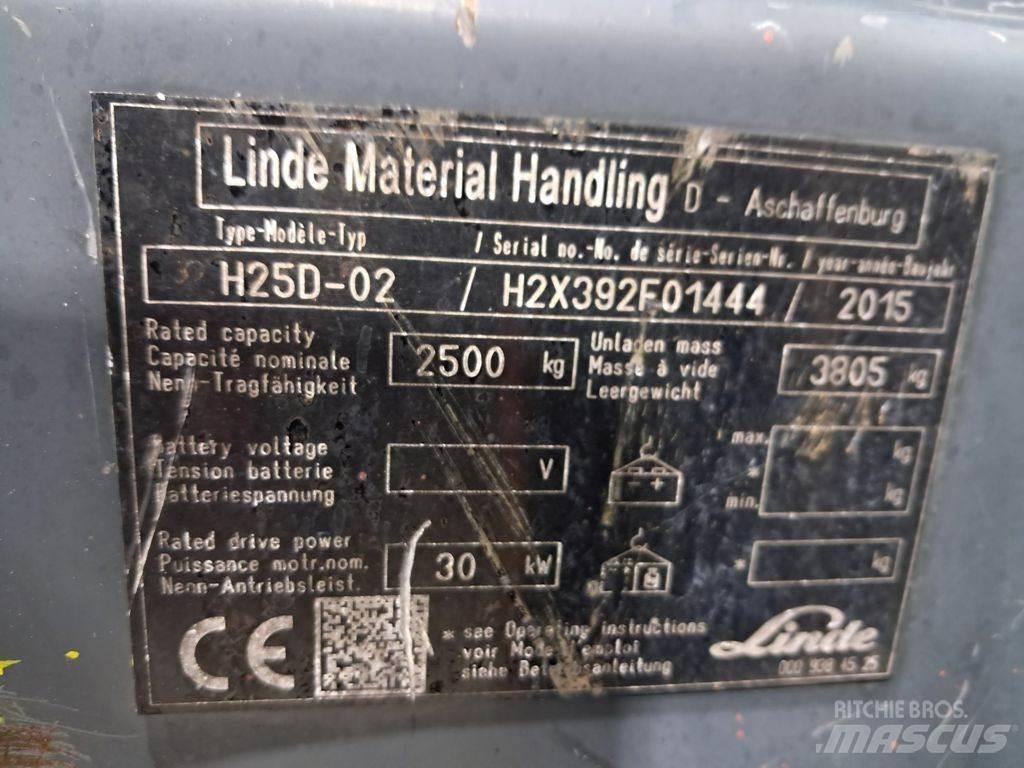 Linde Material Handling D - Aschaffenburg
Type-Modèle-Typ / Serial no.-No. de série-Serien-Nr. / year-année-Baujahr
H25D-02 / H2X392F01444 / 2015
Rated capacity
Capacité nominale
Nenn-Tragfähigkeit
2500 kg
Unladen mass
Masse à vide
Leergewicht
3805 kg
Battery voltage
Tension batterie
Batteriespannung
V
max. kg
*
min. kg
Rated drive power
Puissance motr.nom.
Nenn-Antriebsleist.
30 kW
* kg
CE
* see Operating instructions
voir Mode d'emploi
siehe Betriebsanleitung
Linde
000 938 45 25
RITCHIE BROS.
MASCUS